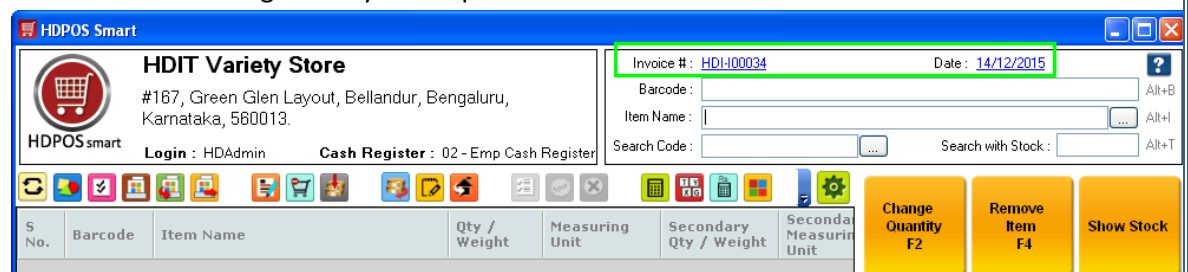 HDPOS Smart
HDIT Variety Store
#167, Green Glen Layout, Bellandur, Bengaluru,
Karnataka, 560013.
HDPOS smart
Login : HDAdmin Cash Register : 02 - Emp Cash Register
Invoice # : HDI-I00034 Date : 14/12/2015 ?
Barcode : Alt+B
Item Name : ... Alt+I
Search Code : ... Search with Stock : Alt+T
S No. Barcode Item Name Qty / Weight Measuring Unit Secondary Qty / Weight Seconda Measurin Unit
Change Quantity F2
Remove Item F4
Show Stock